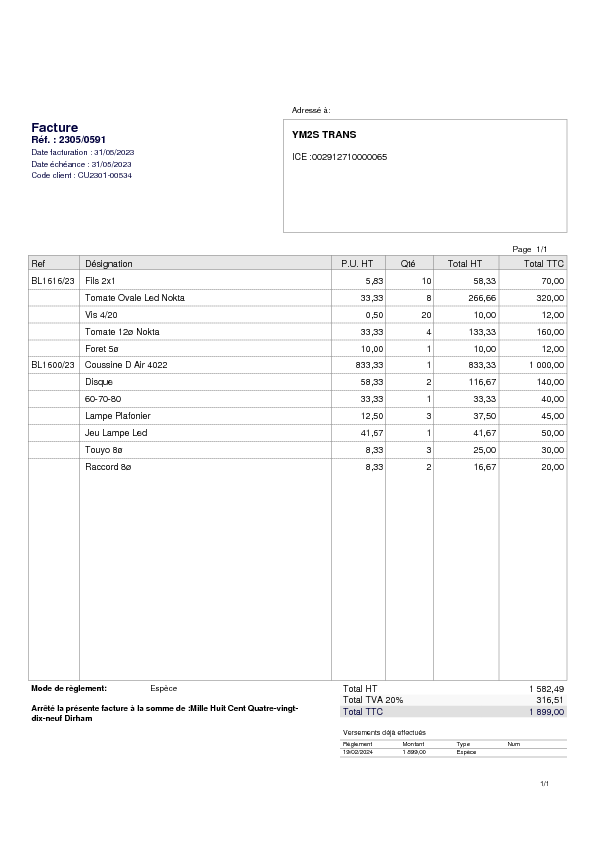 Adressé à:
Facture
Réf. : 2305/0591
Date facturation : 31/05/2023
Date échéance : 31/05/2023
Code client : CU2301-00534
YM2S TRANS
ICE :002912710000065
Page 1/1
Ref Désignation P.U. HT Qté Total HT Total TTC
BL1616/23 Fils 2x1 5,83 10 58,33 70,00
Tomate Ovale Led Nokta 33,33 8 266,66 320,00
Vis 4/20 0,50 20 10,00 12,00
Tomate 12ø Nokta 33,33 4 133,33 160,00
Foret 5ø 10,00 1 10,00 12,00
BL1600/23 Coussine D Air 4022 833,33 1 833,33 1 000,00
Disque 58,33 2 116,67 140,00
60-70-80 33,33 1 33,33 40,00
Lampe Plafonier 12,50 3 37,50 45,00
Jeu Lampe Led 41,67 1 41,67 50,00
Touyo 8ø 8,33 3 25,00 30,00
Raccord 8ø 8,33 2 16,67 20,00
Mode de règlement: Espèce
Total HT 1 582,49
Total TVA 20% 316,51
Total TTC 1 899,00
Arrêté la présente facture à la somme de :Mille Huit Cent Quatre-vingt-
dix-neuf Dirham
Versements déjà effectués
Règlement Montant Type Num
19/02/2024 1 899,00 Espèce
1/1